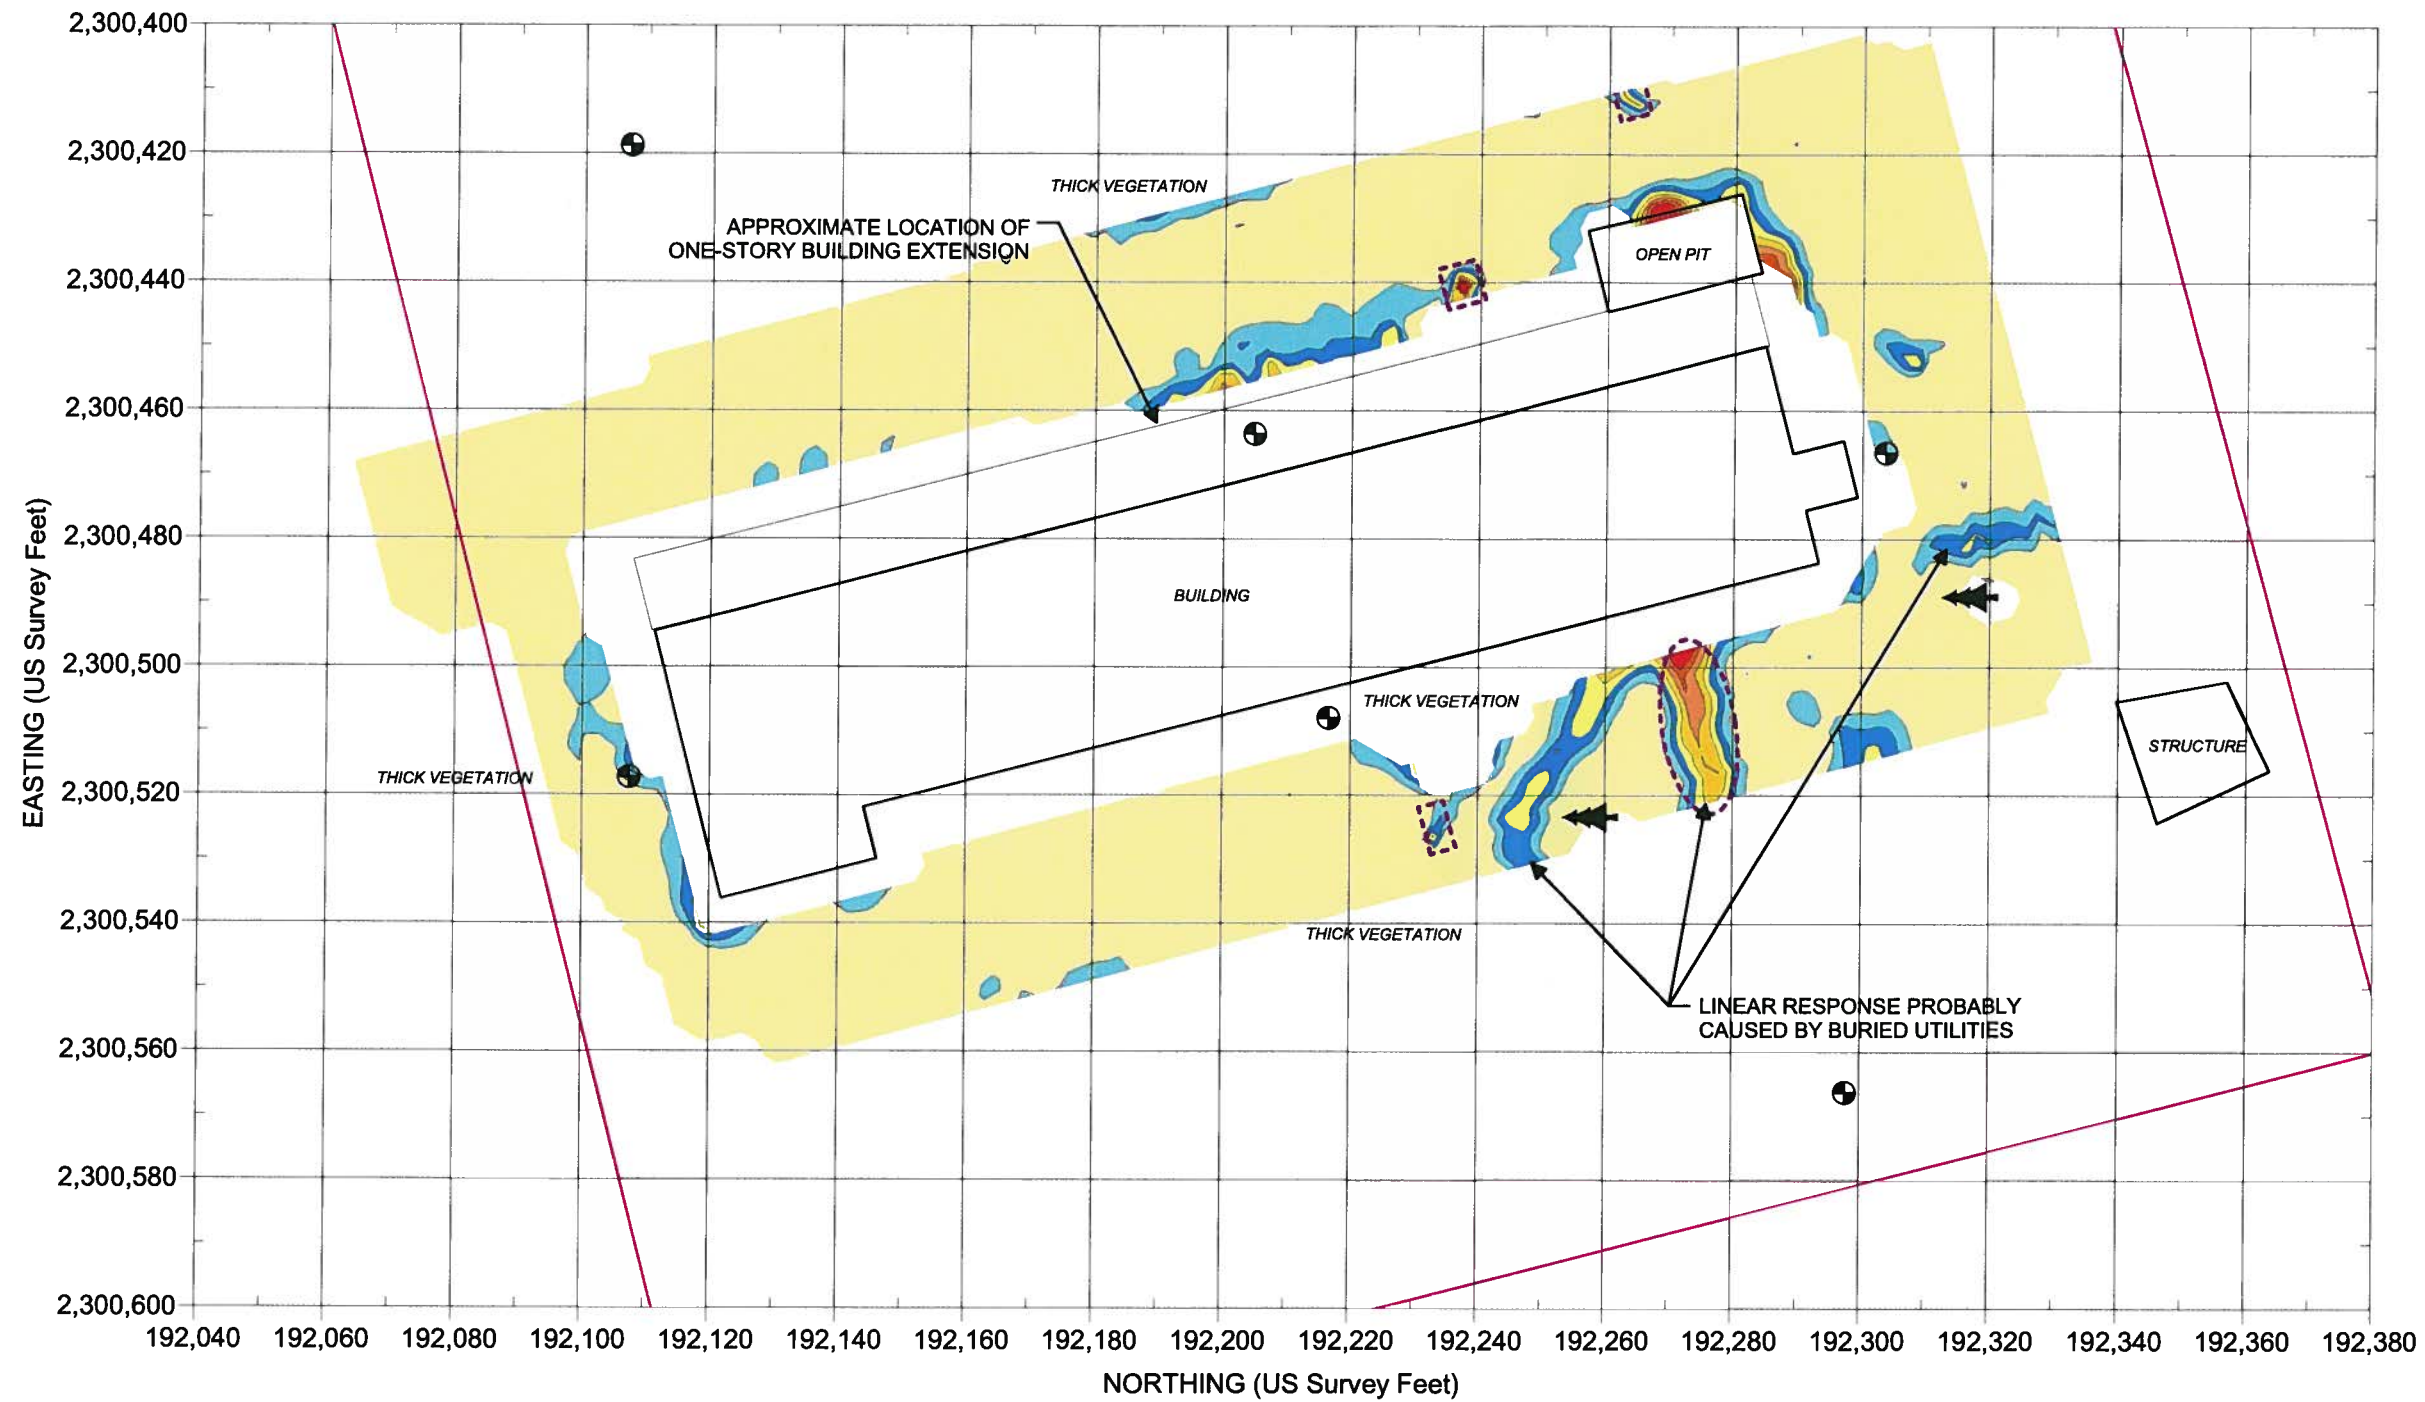 2,300,400
2,300,420
THICK VEGETATION
APPROXIMATE LOCATION OF
ONE-STORY BUILDING EXTENSION
OPEN PIT
2,300,440
2,300,460
2,300,480
EASTING (US Survey Feet)
BUILDING
2,300,500
THICK VEGETATION
STRUCTURE
THICK VEGETATION
2,300,520
2,300,540
THICK VEGETATION
LINEAR RESPONSE PROBABLY
CAUSED BY BURIED UTILITIES
2,300,560
2,300,580
2,300,600
192,040 192,060 192,080 192,100 192,120 192,140 192,160 192,180 192,200 192,220 192,240 192,260 192,280 192,300 192,320 192,340 192,360 192,380
NORTHING (US Survey Feet)